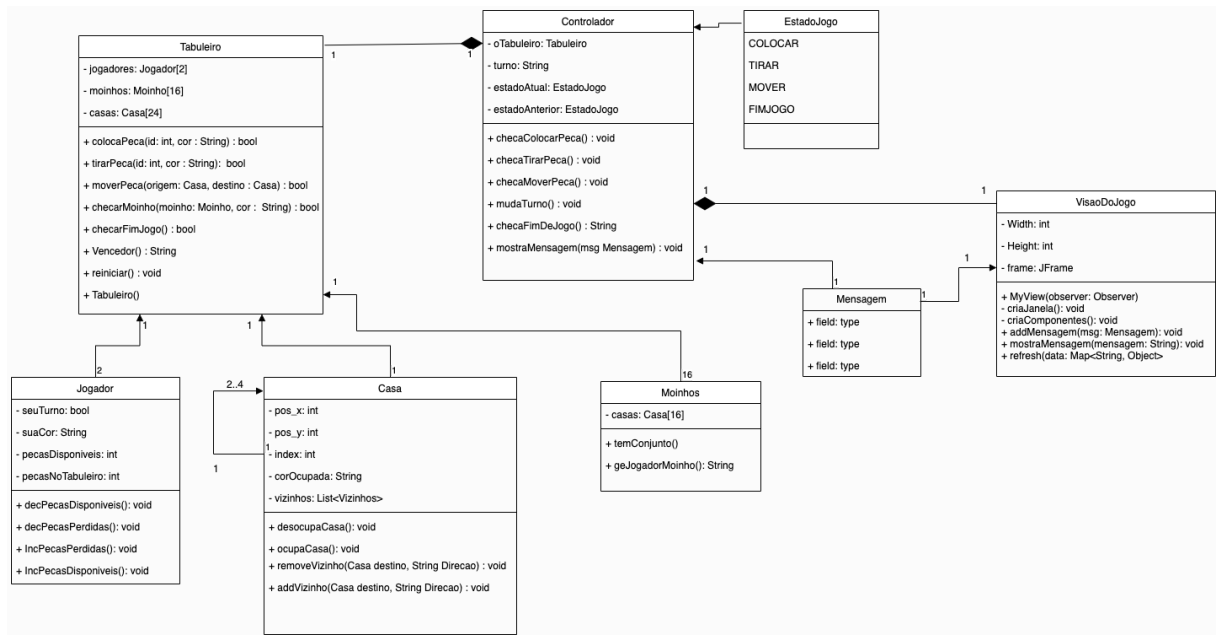 Tabuleiro
- jogadores: Jogador[2]
- moinhos: Moinho[16]
- casas: Casa[24]
+ colocaPeca(id: int, cor : String) : bool
+ tirarPeca(id: int, cor : String): bool
+ moverPeca(origem: Casa, destino : Casa) : bool
+ checarMoinho(moinho: Moinho, cor : String) : bool
+ checarFimJogo() : bool
+ Vencedor() : String
+ reiniciar() : void
+ Tabuleiro()
1
1
Controlador
- oTabuleiro: Tabuleiro
- turno: String
- estadoAtual: EstadoJogo
- estadoAnterior: EstadoJogo
+ checaColocarPeca() : void
+ checaTirarPeca() : void
+ checaMoverPeca() : void
+ mudaTurno() : void
+ checaFimDeJogo() : String
+ mostraMensagem(msg Mensagem) : void
EstadoJogo
COLOCAR
TIRAR
MOVER
FIMJOGO
1
1
VisaoDoJogo
- Width: int
- Height: int
- frame: JFrame
+ MyView(observer: Observer)
- criaJanela(): void
- criaComponentes(): void
+ addMensagem(msg: Mensagem): void
+ mostraMensagem(mensagem: String): void
+ refresh(data: Map<String, Object>
1
1
1
1
Mensagem
+ field: type
+ field: type
+ field: type
1
1
1
2
1
16
Jogador
- seuTurno: bool
- suaCor: String
- pecasDisponiveis: int
- pecasNoTabuleiro: int
+ decPecasDisponiveis(): void
+ decPecasPerdidas(): void
+ IncPecasPerdidas(): void
+ IncPecasDisponiveis(): void
2..4
1
1
Casa
- pos_x: int
- pos_y: int
- index: int
- corOcupada: String
- vizinhos: List<Vizinhos>
+ desocupaCasa(): void
+ ocupaCasa(): void
+ removeVizinho(Casa destino, String Direcao) : void
+ addVizinho(Casa destino, String Direcao) : void
Moinhos
- casas: Casa[16]
+ temConjunto()
+ geJogadorMoinho(): String